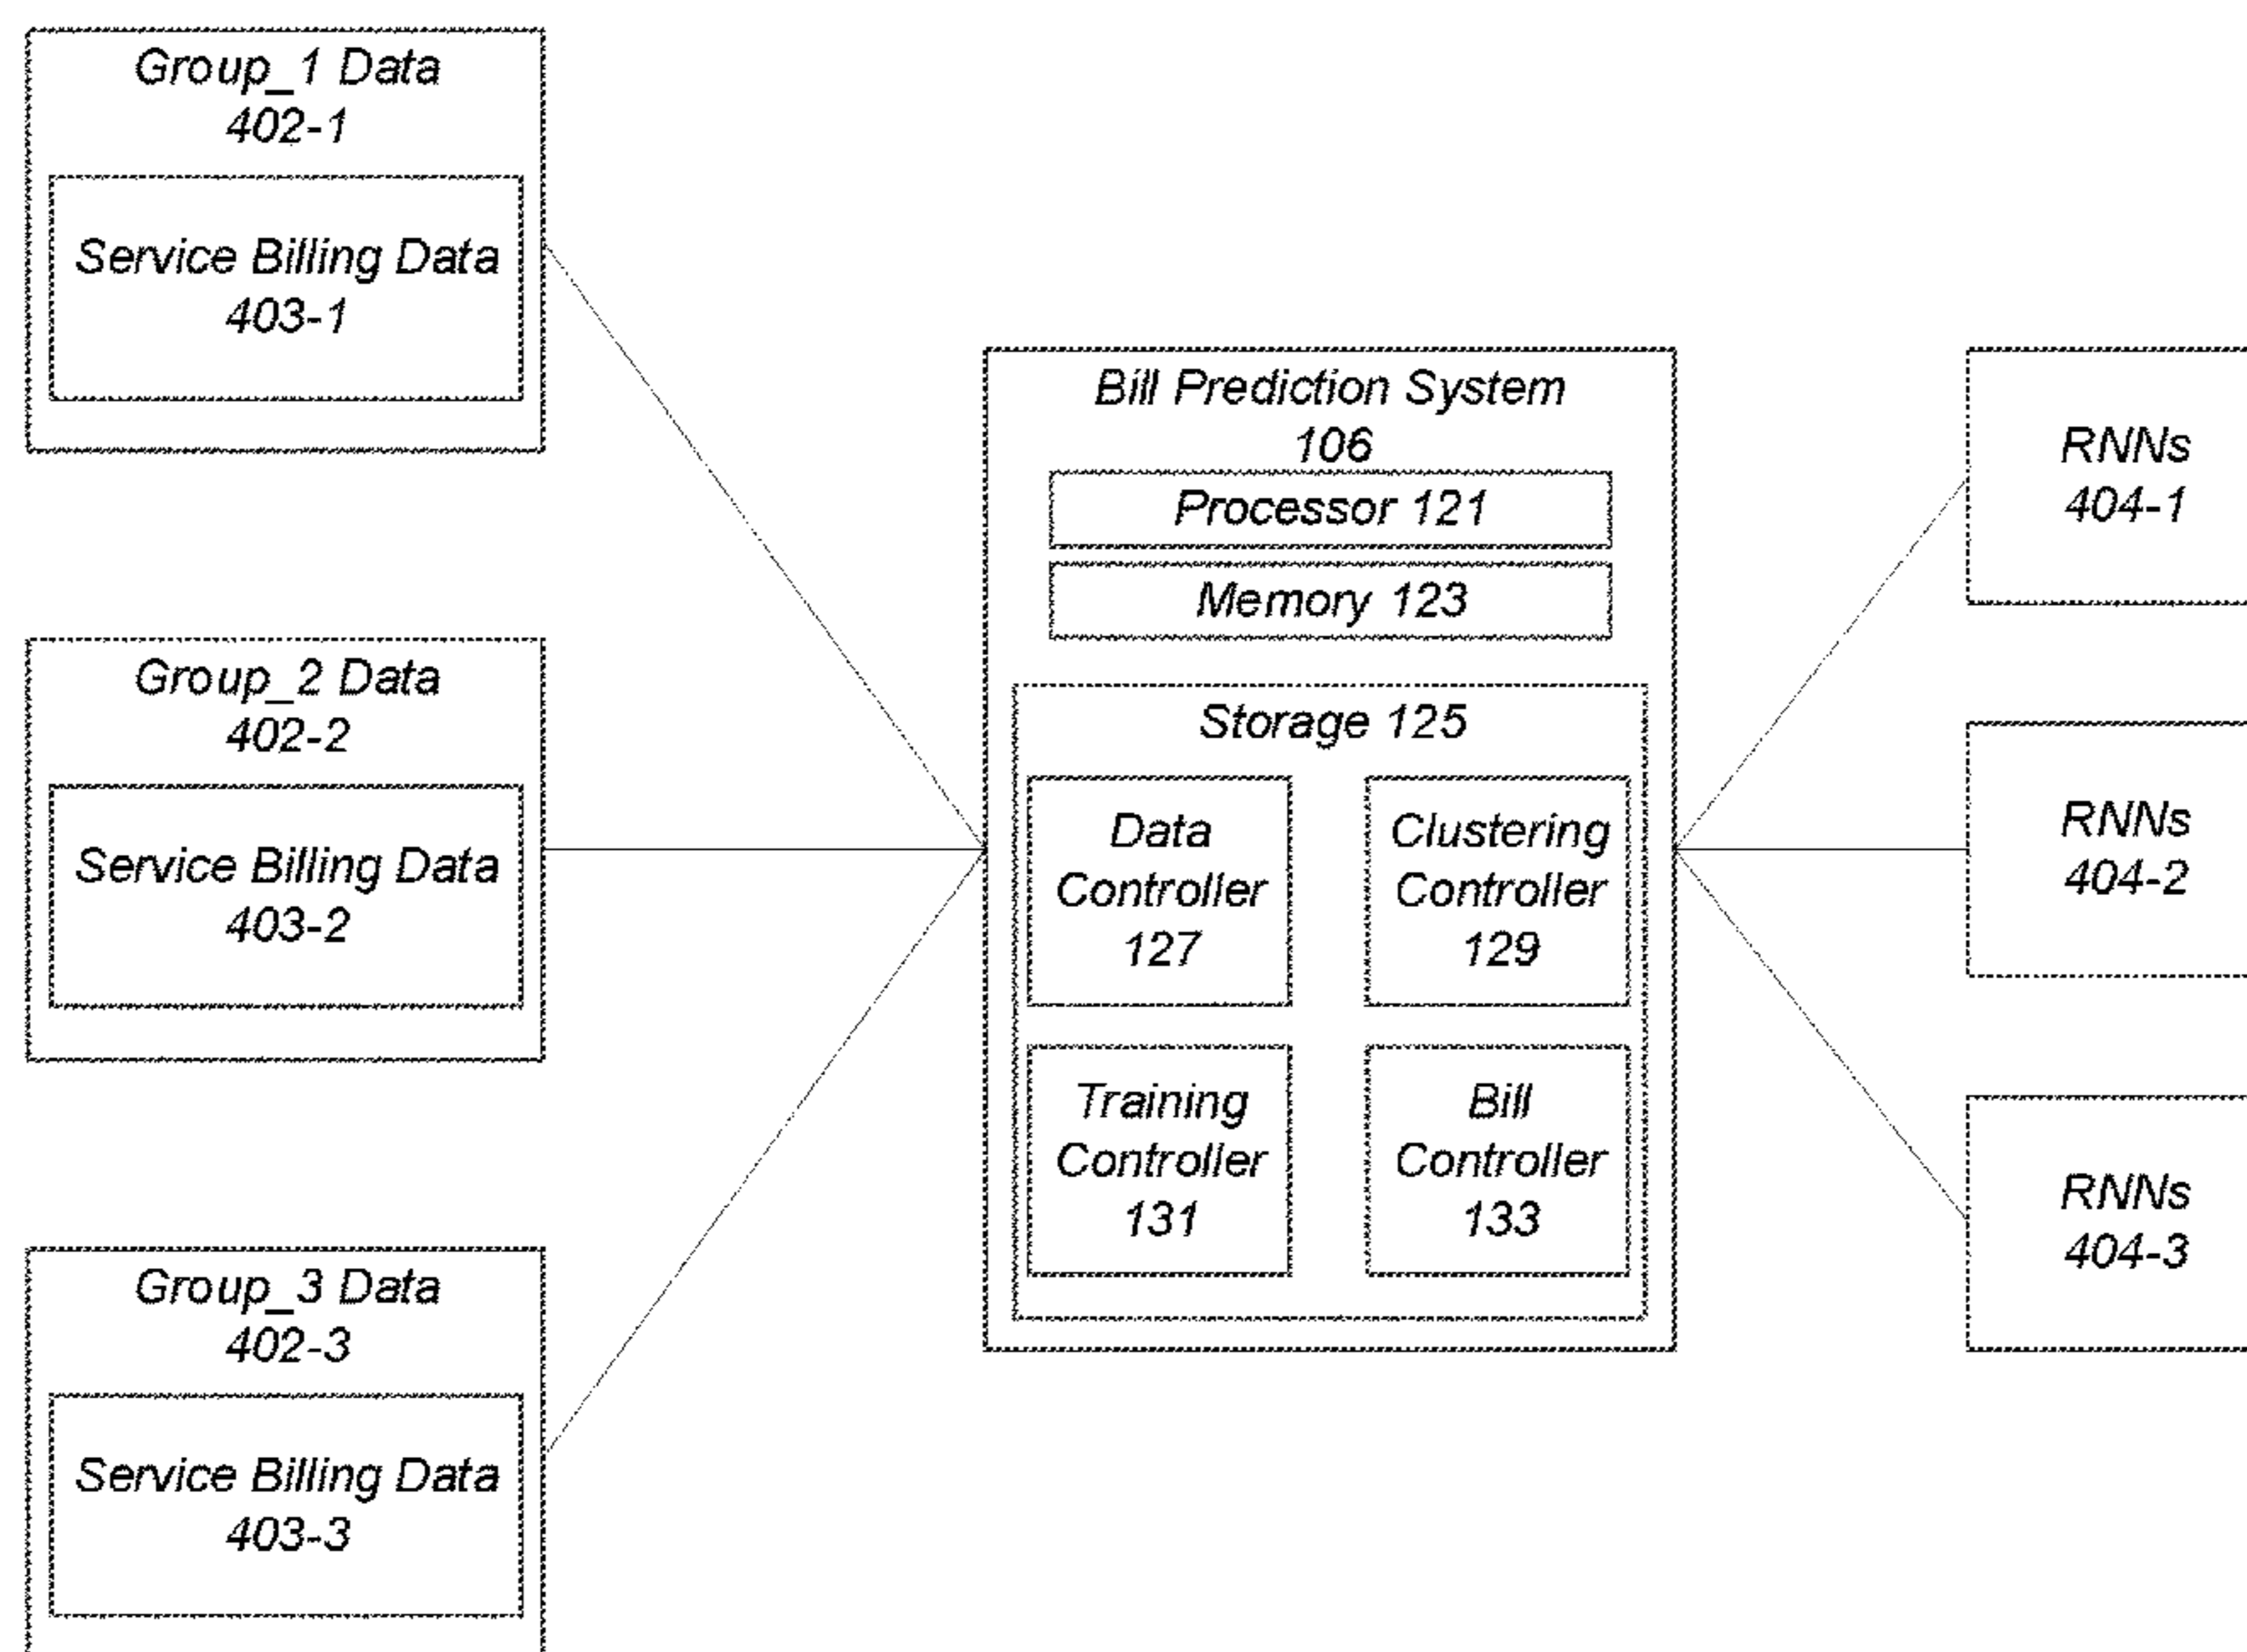 Group_1 Data
402-1
Service Billing Data
403-1
Group_2 Data
402-2
Service Billing Data
403-2
Group_3 Data
402-3
Service Billing Data
403-3
Bill Prediction System
106
Processor 121
Memory 123
Storage 125
Data
Controller
127
Clustering
Controller
129
Training
Controller
131
Bill
Controller
133
RNNs
404-1
RNNs
404-2
RNNs
404-3